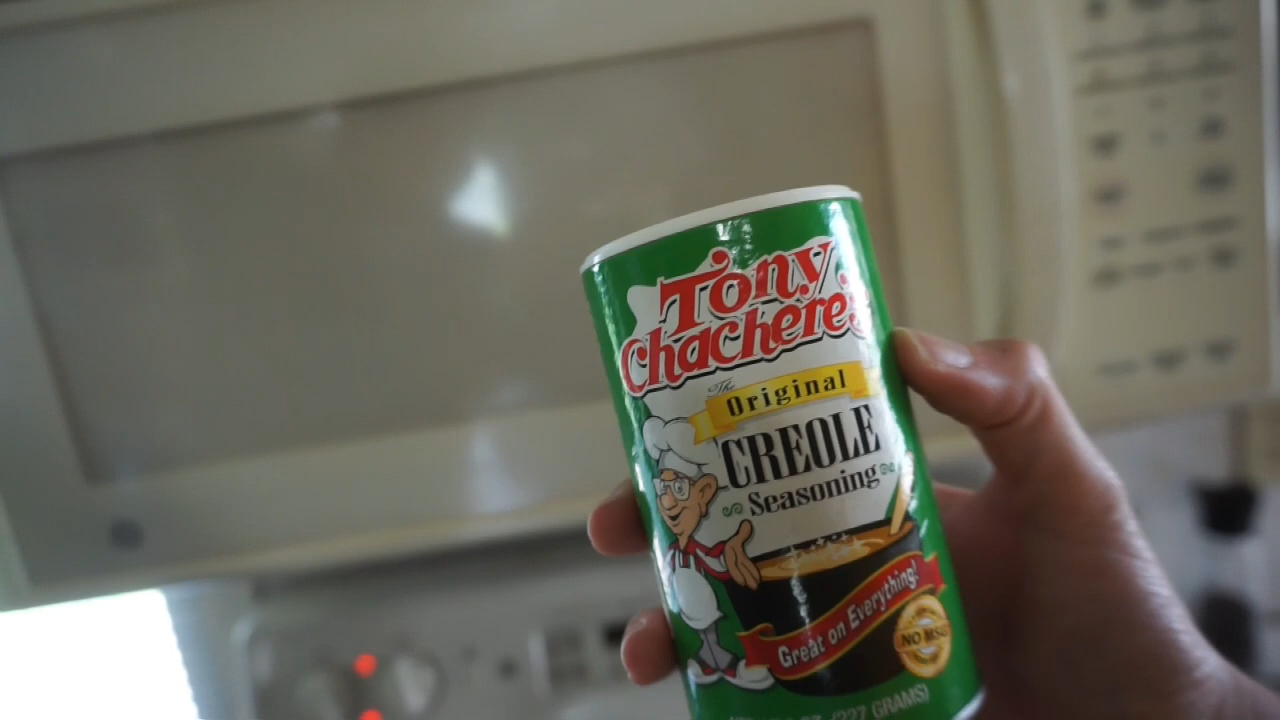 Tony
Chachere's
The
Original
CREOLE
Seasoning
Great on Everything!
NO MSG
(227 GRAMS)